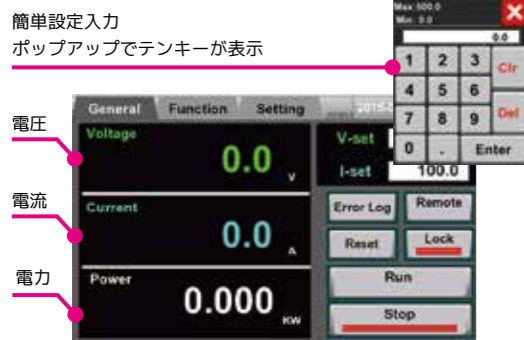 簡単設定入力
ポップアップでテンキーが表示
Max: 500.0
Min: 0.0
0.0
1 2 3 Clr
4 5 6
7 8 9 Del
0 . Enter
General Function Setting
電圧
Voltage
0.0 V
V-set
I-set 100.0
電流
Current
0.0 A
Error Log Remote
Reset Lock
電力
Power
0.000 KW
Run
Stop